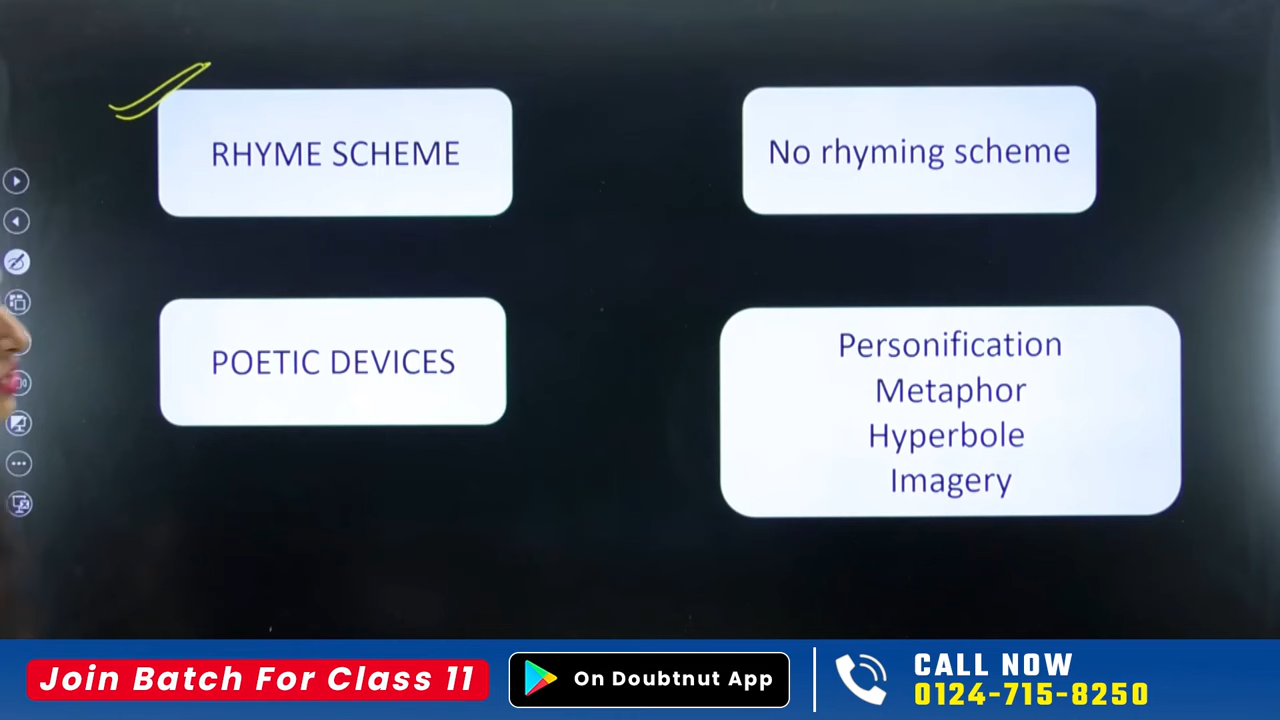 RHYME SCHEME
No rhyming scheme
POETIC DEVICES
Personification
Metaphor
Hyperbole
Imagery
Join Batch For Class 11
On Doubtnut App
CALL NOW
0124-715-8250